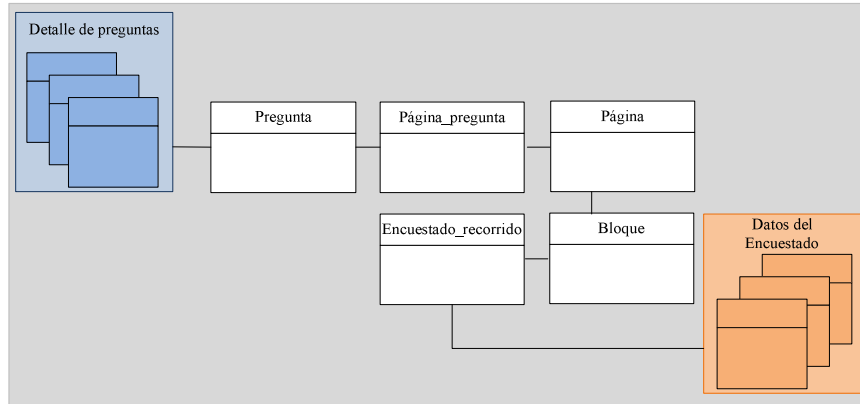 Detalle de preguntas
Pregunta
Página_pregunta
Página
Encuestado_recorrido
Bloque
Datos del
Encuestado